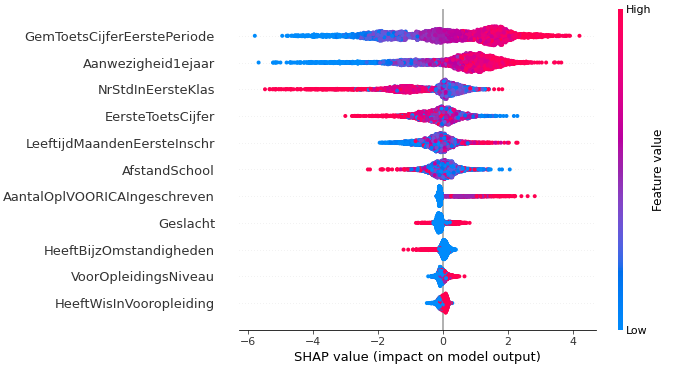 High
GemToetsCijferEerstePeriode
Aanwezigheid1ejaar
NrStdInEersteKlas
EersteToetsCijfer
LeeftijdMaandenEersteInschr
AfstandSchool
AantalOplVOORICAIngeschreven
Geslacht
HeeftBijzOmstandigheden
VoorOpleidingsNiveau
HeeftWisInVooropleiding
Feature value
Low
−6 −4 −2 0 2 4
SHAP value (impact on model output)